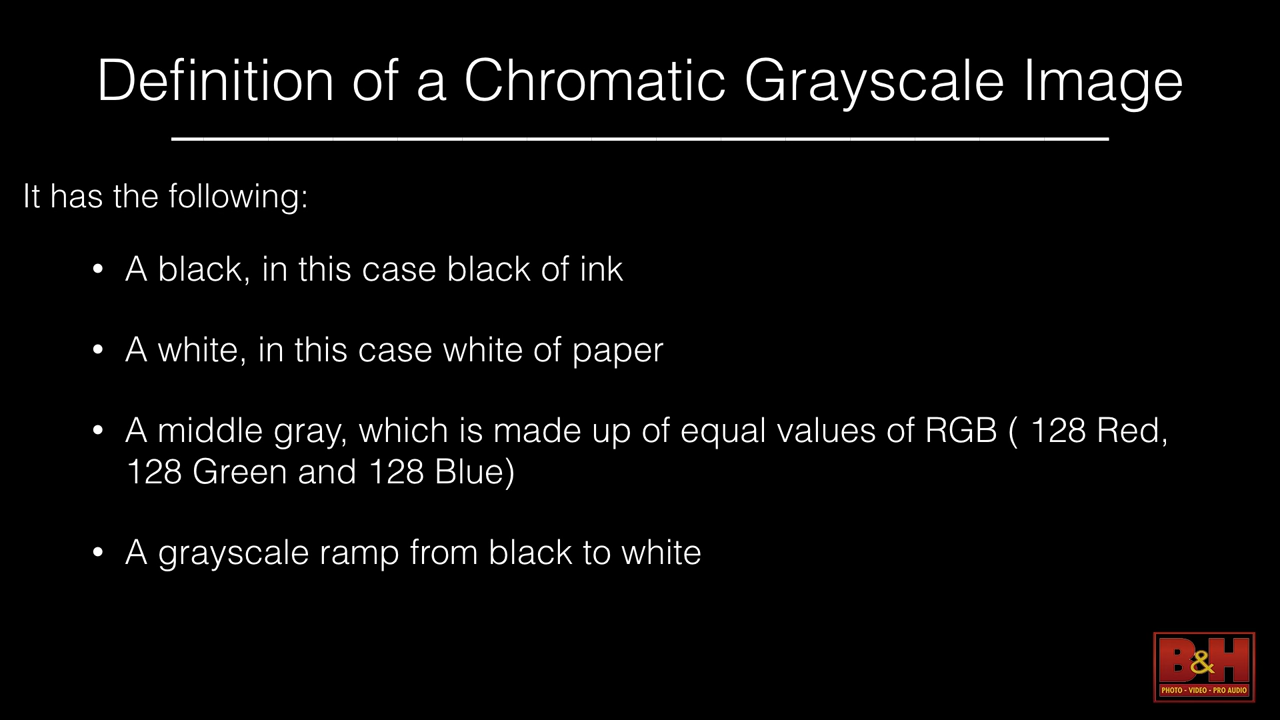 Definition of a Chromatic Grayscale Image
It has the following:
• A black, in this case black of ink
• A white, in this case white of paper
• A middle gray, which is made up of equal values of RGB ( 128 Red,
128 Green and 128 Blue)
• A grayscale ramp from black to white
B&H
PHOTO - VIDEO - PRO AUDIO